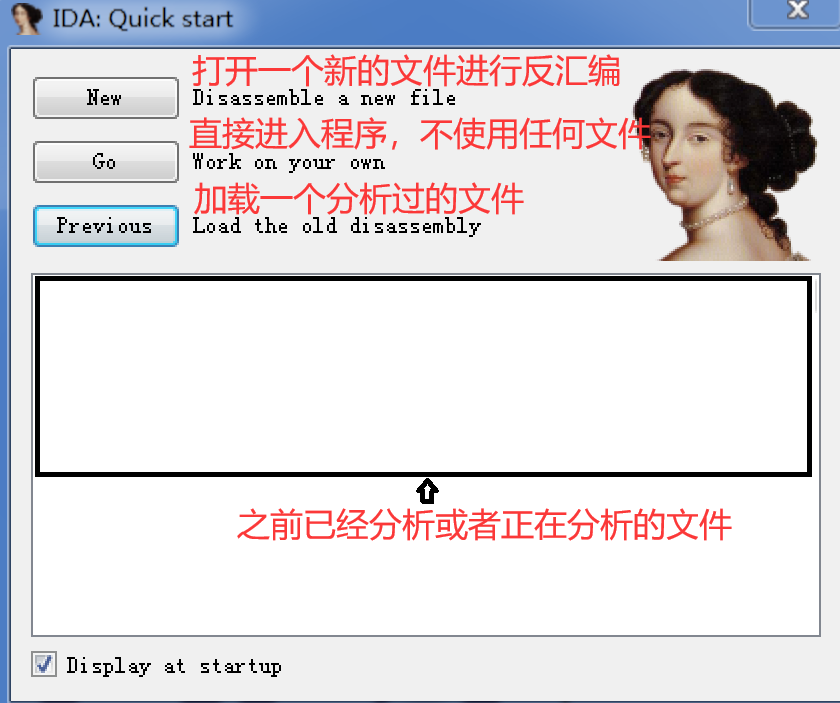 IDA: Quick start
打开一个新的文件进行反汇编
New
Disassemble a new file
直接进入程序，不使用任何文件
Go
Work on your own
加载一个分析过的文件
Previous
Load the old disassembly
之前已经分析或者正在分析的文件
Display at startup